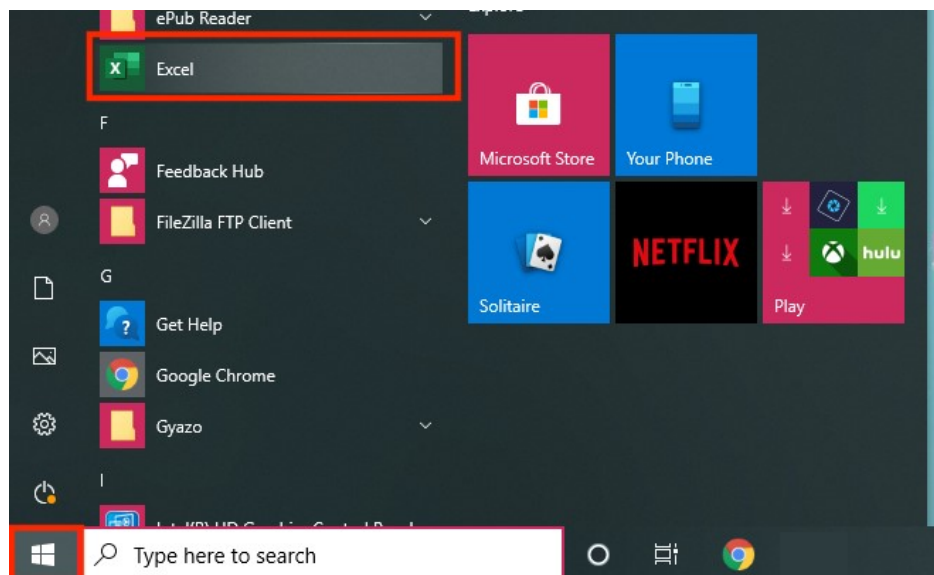 ePub Reader
Excel
F
Feedback Hub
FileZilla FTP Client
G
Get Help
Google Chrome
Gyazo
I
Microsoft Store
Your Phone
Solitaire
NETFLIX
hulu
Play
Type here to search